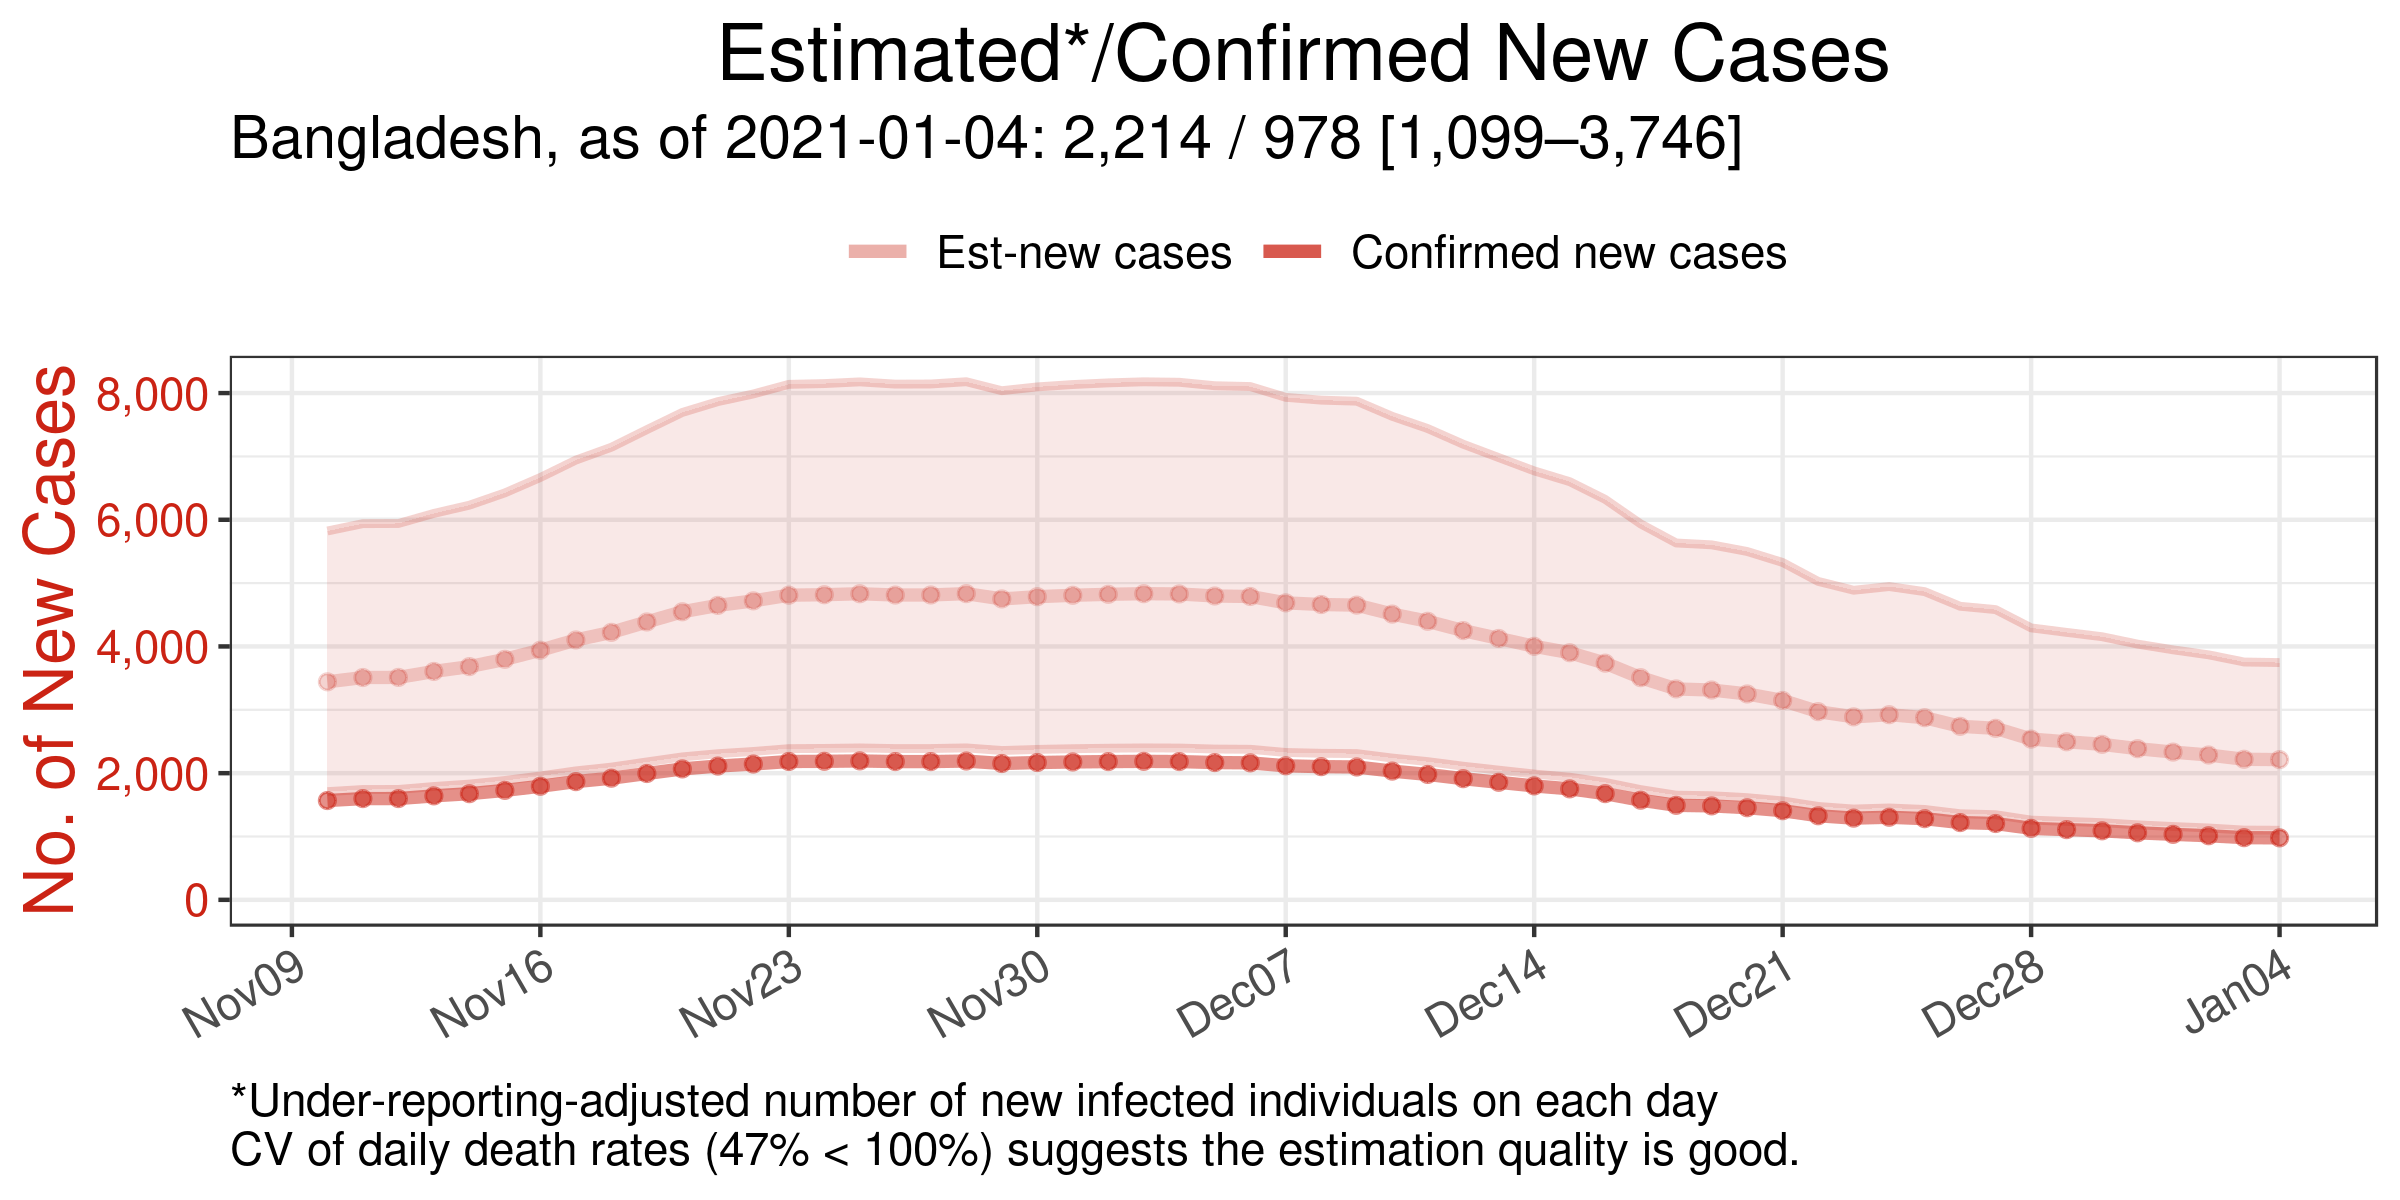 Estimated*/Confirmed New Cases
Bangladesh, as of 2021-01-04: 2,214 / 978 [1,099–3,746]
Est-new cases
Confirmed new cases
No. of New Cases
8,000
6,000
4,000
2,000
0
Nov09
Nov16
Nov23
Nov30
Dec07
Dec14
Dec21
Dec28
Jan04
*Under-reporting-adjusted number of new infected individuals on each day
CV of daily death rates (47% < 100%) suggests the estimation quality is good.